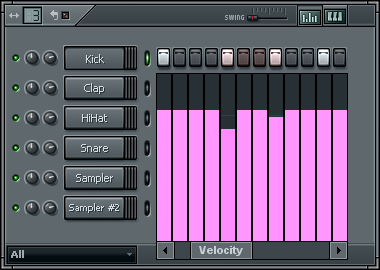 3
SWING
Kick
Clap
HiHat
Snare
Sampler
Sampler #2
All
Velocity